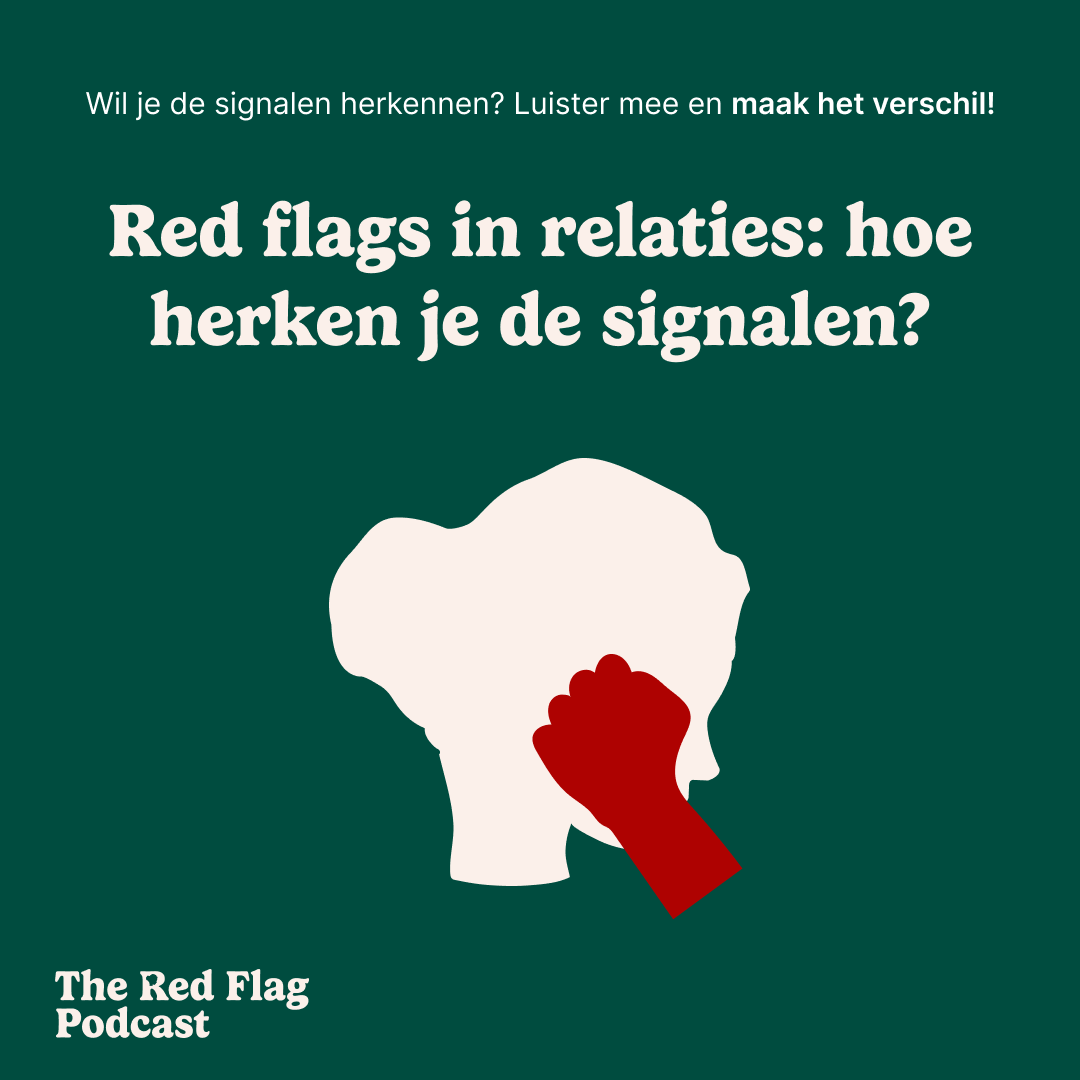 Wil je de signalen herkennen? Luister mee en maak het verschil!
Red flags in relaties: hoe
herken je de signalen?
The Red Flag
Podcast